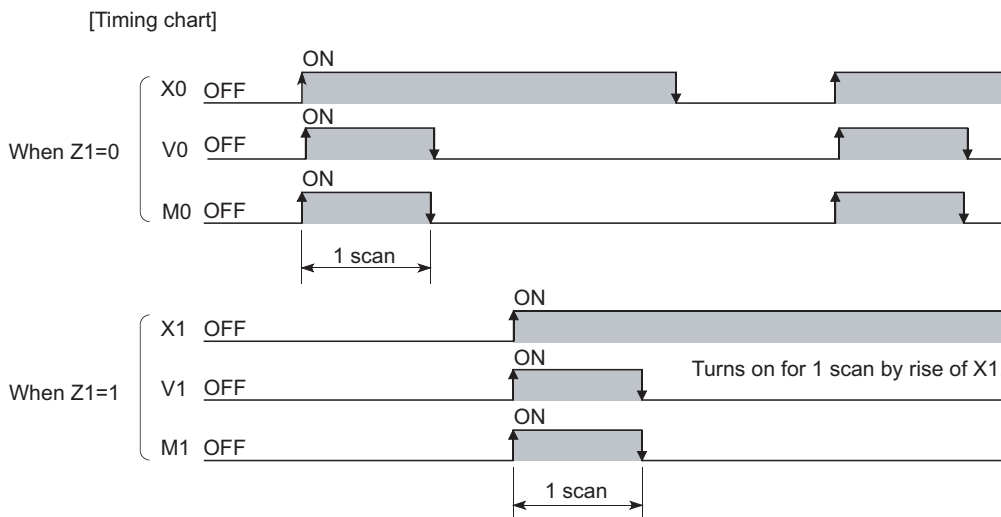 [Timing chart]
ON
X0 OFF
ON
When Z1=0
V0 OFF
ON
M0 OFF
1 scan
ON
X1 OFF
Turns on for 1 scan by rise of X1
ON
When Z1=1
V1 OFF
ON
M1 OFF
1 scan